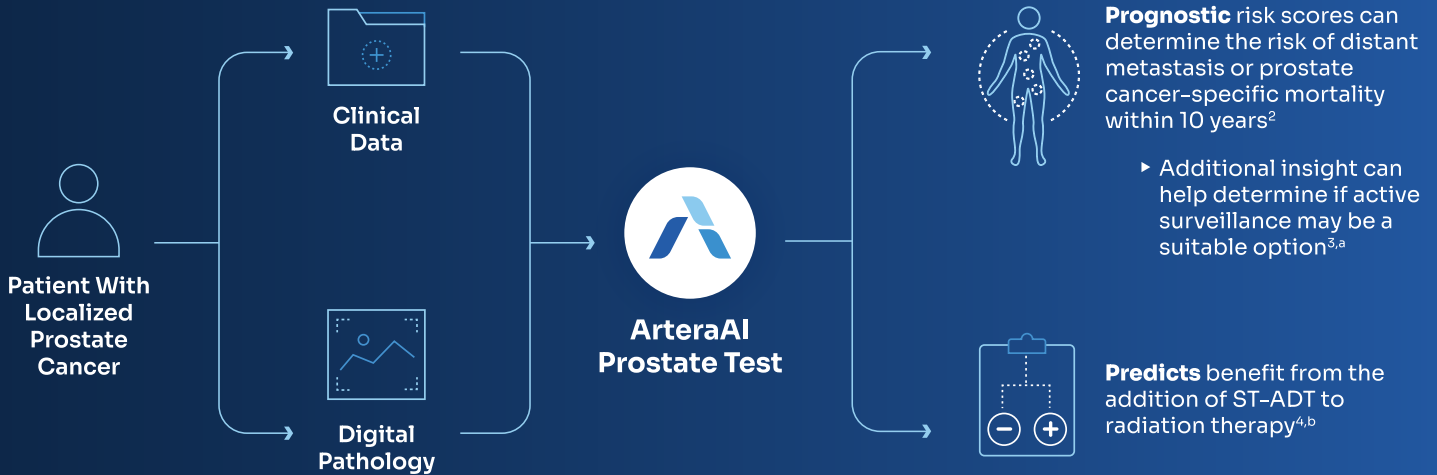 Patient With
Localized
Prostate
Cancer
Clinical
Data
Digital
Pathology
ArteraAI
Prostate Test
Prognostic risk scores can
determine the risk of distant
metastasis or prostate
cancer-specific mortality
within 10 years²
▸ Additional insight can
help determine if active
surveillance may be a
suitable option³,ᵃ
Predicts benefit from the
addition of ST-ADT to
radiation therapy⁴,ᵇ